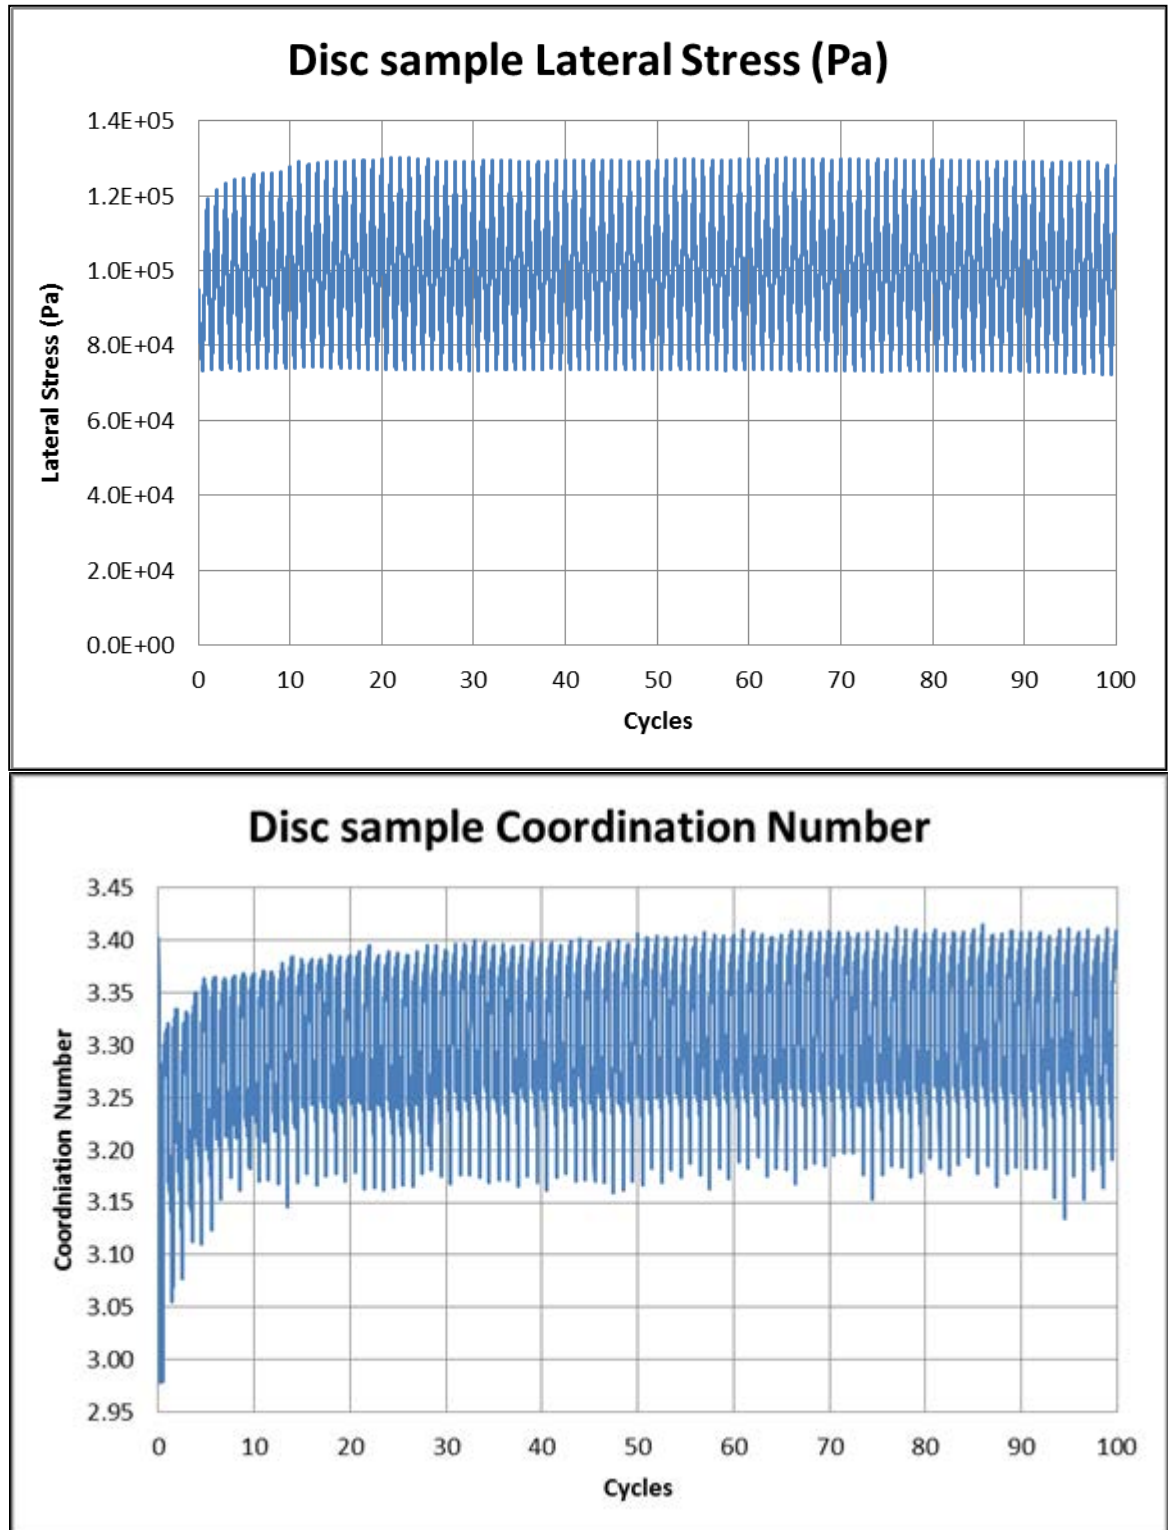 Disc sample Lateral Stress (Pa)
1.4E+05
1.2E+05
1.0E+05
8.0E+04
6.0E+04
4.0E+04
2.0E+04
0.0E+00
Lateral Stress (Pa)
0 10 20 30 40 50 60 70 80 90 100
Cycles
Disc sample Coordination Number
3.45
3.40
3.35
3.30
3.25
3.20
3.15
3.10
3.05
3.00
2.95
Coordniation Number
0 10 20 30 40 50 60 70 80 90 100
Cycles